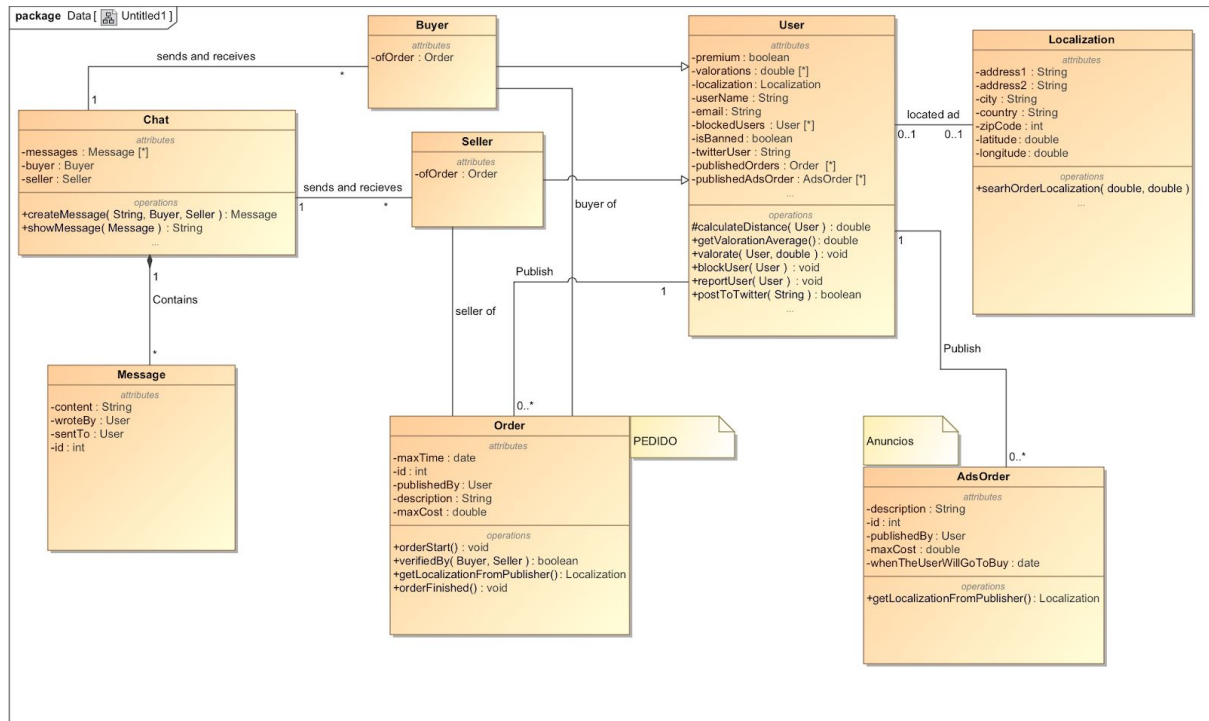 package Data [ Untitled1 ]
Buyer
attributes
-ofOrder : Order
User
attributes
-premium : boolean
-valorations : double [*]
-localization : Localization
-userName : String
-email : String
-blockedUsers : User [*]
-isBanned : boolean
-twitterUser : String
-publishedOrders : Order [*]
-publishedAdsOrder : AdsOrder [*]
...
operations
#calculateDistance( User ) : double
+getValorationAverage() : double
+valorate( User, double ) : void
+blockUser( User ) : void
+reportUser( User ) : void
+postToTwitter( String ) : boolean
...
Localization
attributes
-address1 : String
-address2 : String
-city : String
-country : String
-zipCode : int
-latitude : double
-longitude : double
operations
+searhOrderLocalization( double, double )
...
sends and receives
*
1
located ad
0..1
0..1
Chat
attributes
-messages : Message [*]
-buyer : Buyer
-seller : Seller
operations
+createMessage( String, Buyer, Seller ) : Message
+showMessage( Message ) : String
...
Seller
attributes
-ofOrder : Order
sends and recieves
1
*
buyer of
1
Contains
*
Publish
1
0..*
seller of
1
Publish
0..*
Message
attributes
-content : String
-wroteBy : User
-sentTo : User
-id : int
Order
attributes
-maxTime : date
-id : int
-publishedBy : User
-description : String
-maxCost : double
operations
+orderStart() : void
+verifiedBy( Buyer, Seller ) : boolean
+getLocalizationFromPublisher() : Localization
+orderFinished() : void
PEDIDO
Anuncios
AdsOrder
attributes
-description : String
-id : int
-publishedBy : User
-maxCost : double
-whenTheUserWillGoToBuy : date
operations
+getLocalizationFromPublisher() : Localization